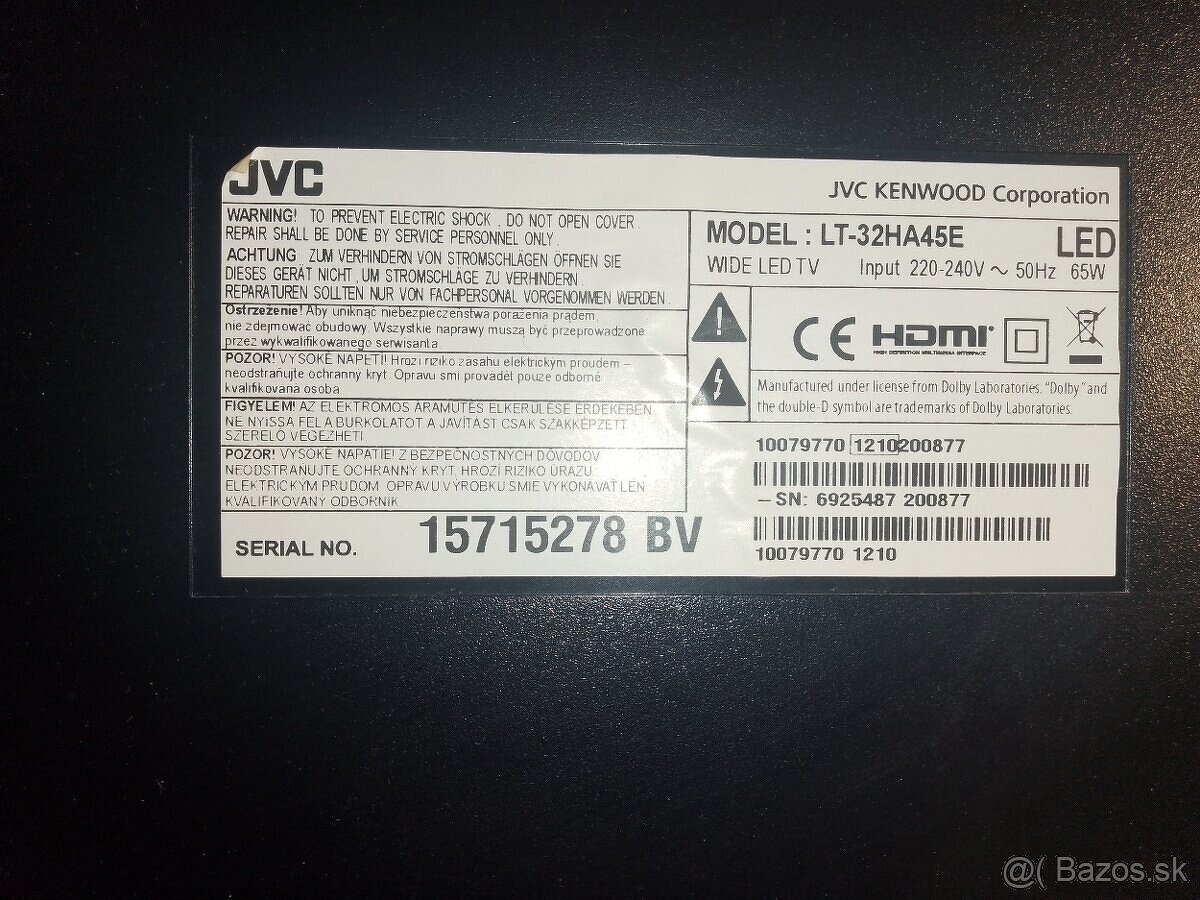 JVC
JVC KENWOOD Corporation
WARNING! TO PREVENT ELECTRIC SHOCK . DO NOT OPEN COVER.
REPAIR SHALL BE DONE BY SERVICE PERSONNEL ONLY.
ACHTUNG ZUM VERHINDERN VON STROMSCHLÄGEN ÖFFNEN SIE
DIESES GERÄT NICHT ,UM STROMSCHLÄGE ZU VERHINDERN.
REPARATUREN SOLLTEN NUR VON FACHPERSONAL VORGENOMMEN WERDEN.
Ostrzeżenie! Aby uniknąć niebezpieczeństwa porażenia prądem,
nie zdejmować obudowy. Wszystkie naprawy muszą być przeprowadzone
przez wykwalifikowanego serwisanta.
POZOR! VYSOKÉ NAPĚTÍ! Hrozí riziko zásahu elektrickým proudem –
neodstraňujte ochranný kryt. Opravu smí provádět pouze odborně
kvalifikovaná osoba.
FIGYELEM! AZ ELEKTROMOS ÁRAMÜTÉS ELKERÜLÉSE ÉRDEKÉBEN
NE NYISSA FEL A BURKOLATOT A JAVÍTÁST CSAK SZAKKÉPZETT
SZERELŐ VÉGEZHETI.
POZOR! VYSOKÉ NAPÄTIE! Z BEZPEČNOSTNÝCH DÔVODOV
NEODSTRAŇUJTE OCHRANNÝ KRYT. HROZÍ RIZIKO ÚRAZU
ELEKTRICKÝM PRÚDOM. OPRAVU VÝROBKU SMIE VYKONÁVAŤ LEN
KVALIFIKOVANÝ ODBORNÍK.
SERIAL NO. 15715278 BV
MODEL : LT-32HA45E LED
WIDE LED TV Input 220-240V ~ 50Hz 65W
CE HDMI
HIGH DEFINITION MULTIMEDIA INTERFACE
Manufactured under license from Dolby Laboratories. "Dolby" and
the double-D symbol are trademarks of Dolby Laboratories.
10079770 1210200877
– SN: 6925487 200877
10079770 1210
@( Bazos.sk